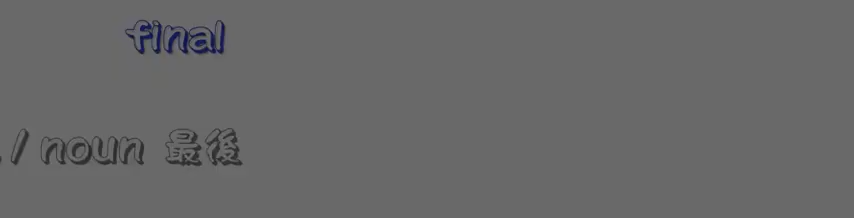 final
/ noun 最後